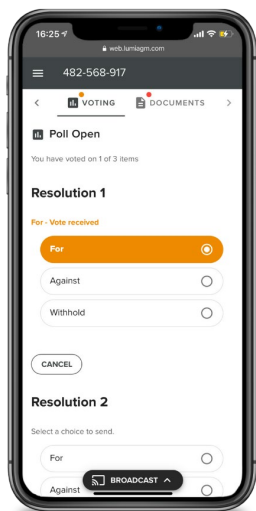 16:25
web.lumiagm.com
482-568-917
VOTING DOCUMENTS
Poll Open
You have voted on 1 of 3 items
Resolution 1
For - Vote received
For
Against
Withhold
CANCEL
Resolution 2
Select a choice to send.
For
BROADCAST
Against